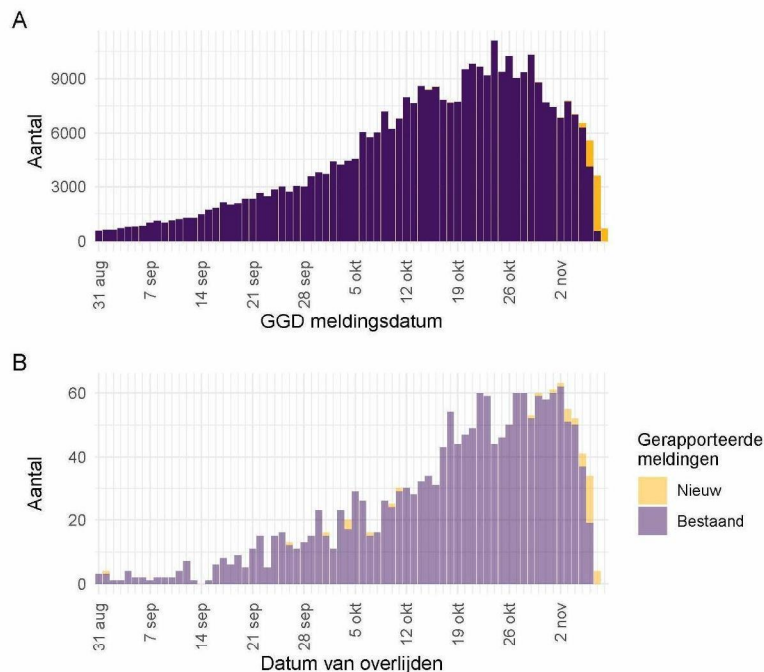 A
9000
6000
3000
0
Aantal
31 aug
7 sep
14 sep
21 sep
28 sep
5 okt
12 okt
19 okt
26 okt
2 nov
GGD meldingsdatum
B
60
40
20
0
Aantal
31 aug
7 sep
14 sep
21 sep
28 sep
5 okt
12 okt
19 okt
26 okt
2 nov
Datum van overlijden
Gerapporteerde
meldingen
Nieuw
Bestaand